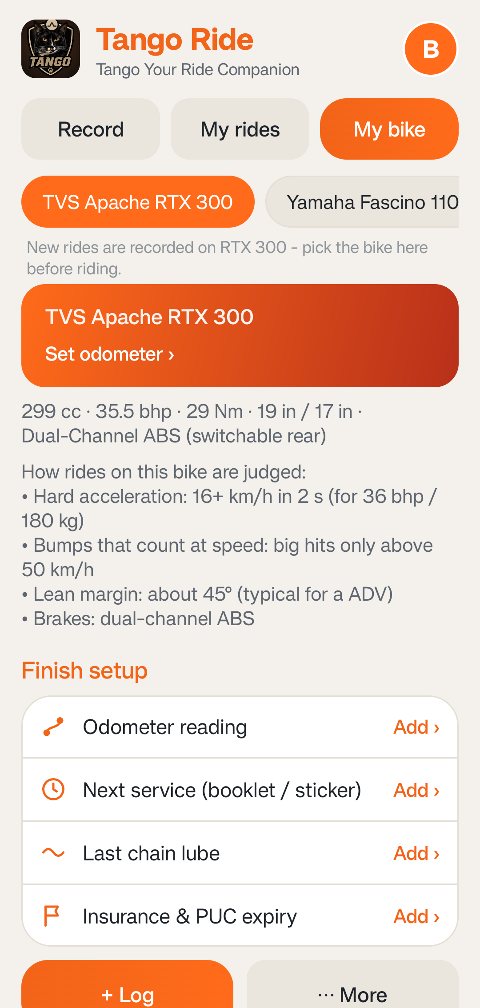 TANGO
Tango Ride
Tango Your Ride Companion
B
Record
My rides
My bike
TVS Apache RTX 300
Yamaha Fascino 110
New rides are recorded on RTX 300 - pick the bike here
before riding.
TVS Apache RTX 300
Set odometer ›
299 cc · 35.5 bhp · 29 Nm · 19 in / 17 in ·
Dual-Channel ABS (switchable rear)
How rides on this bike are judged:
• Hard acceleration: 16+ km/h in 2 s (for 36 bhp /
180 kg)
• Bumps that count at speed: big hits only above
50 km/h
• Lean margin: about 45° (typical for a ADV)
• Brakes: dual-channel ABS
Finish setup
Odometer reading
Add ›
Next service (booklet / sticker)
Add ›
Last chain lube
Add ›
Insurance & PUC expiry
Add ›
+ Log
··· More